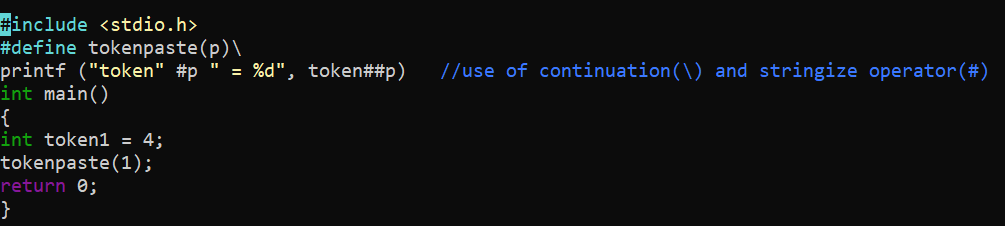 #include <stdio.h>
#define tokenpaste(p)\
printf ("token" #p " = %d", token##p)   //use of continuation(\) and stringize operator(#)
int main()
{
int token1 = 4;
tokenpaste(1);
return 0;
}